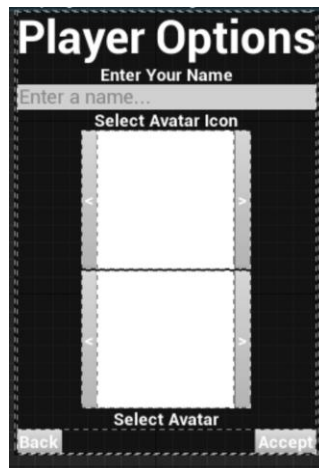 Player Options
Enter Your Name
Enter a name...
Select Avatar Icon
< >
< >
Select Avatar
Back Accept